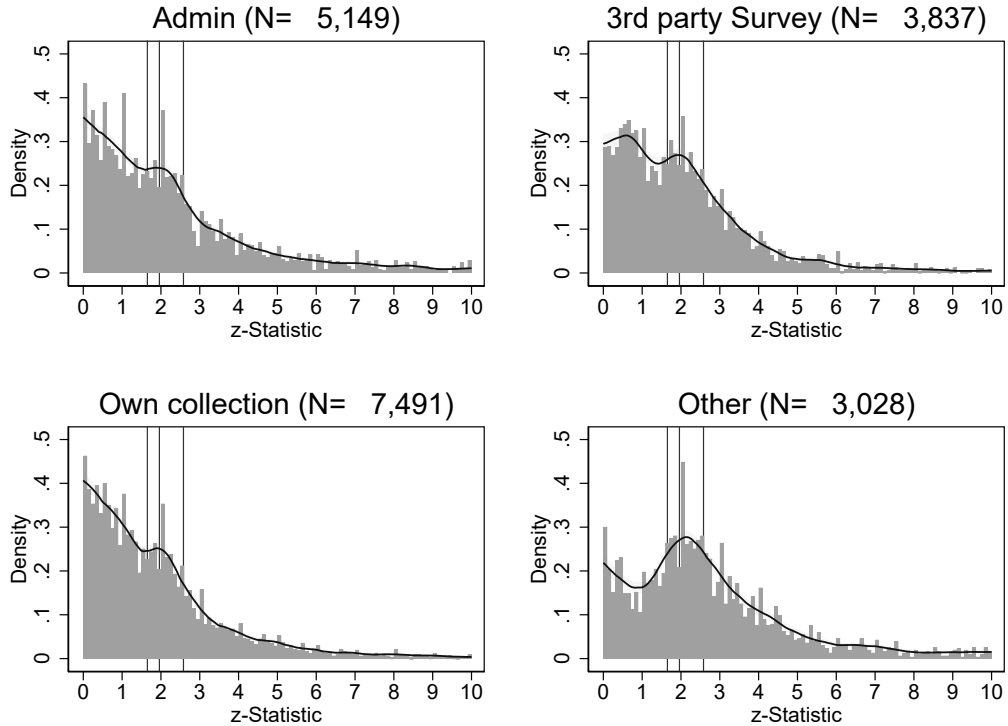 Admin (N= 5,149)
Density
.5
.4
.3
.2
.1
0
0 1 2 3 4 5 6 7 8 9 10
z-Statistic
3rd party Survey (N= 3,837)
Density
.5
.4
.3
.2
.1
0
0 1 2 3 4 5 6 7 8 9 10
z-Statistic
Own collection (N= 7,491)
Density
.5
.4
.3
.2
.1
0
0 1 2 3 4 5 6 7 8 9 10
z-Statistic
Other (N= 3,028)
Density
.5
.4
.3
.2
.1
0
0 1 2 3 4 5 6 7 8 9 10
z-Statistic